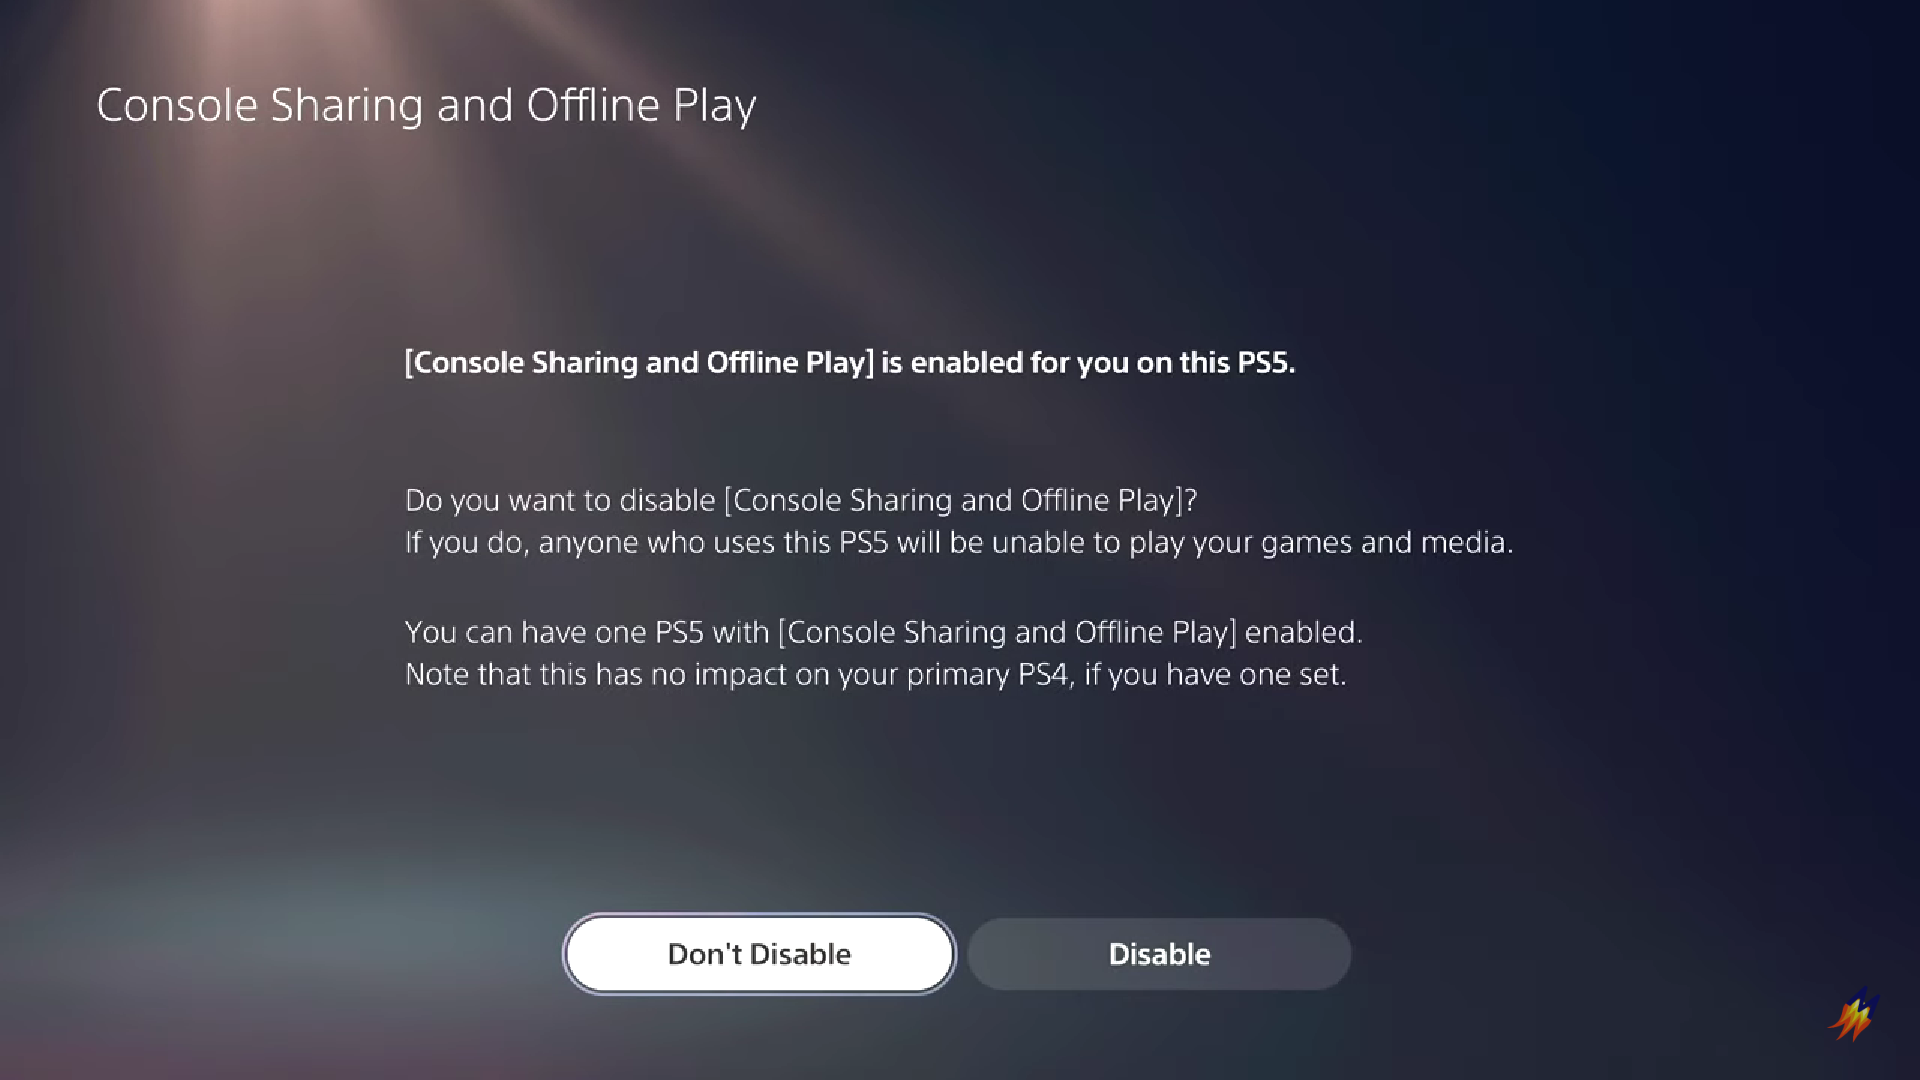 Console Sharing and Offline Play
[Console Sharing and Offline Play] is enabled for you on this PS5.
Do you want to disable [Console Sharing and Offline Play]?
If you do, anyone who uses this PS5 will be unable to play your games and media.
You can have one PS5 with [Console Sharing and Offline Play] enabled.
Note that this has no impact on your primary PS4, if you have one set.
Don't Disable
Disable